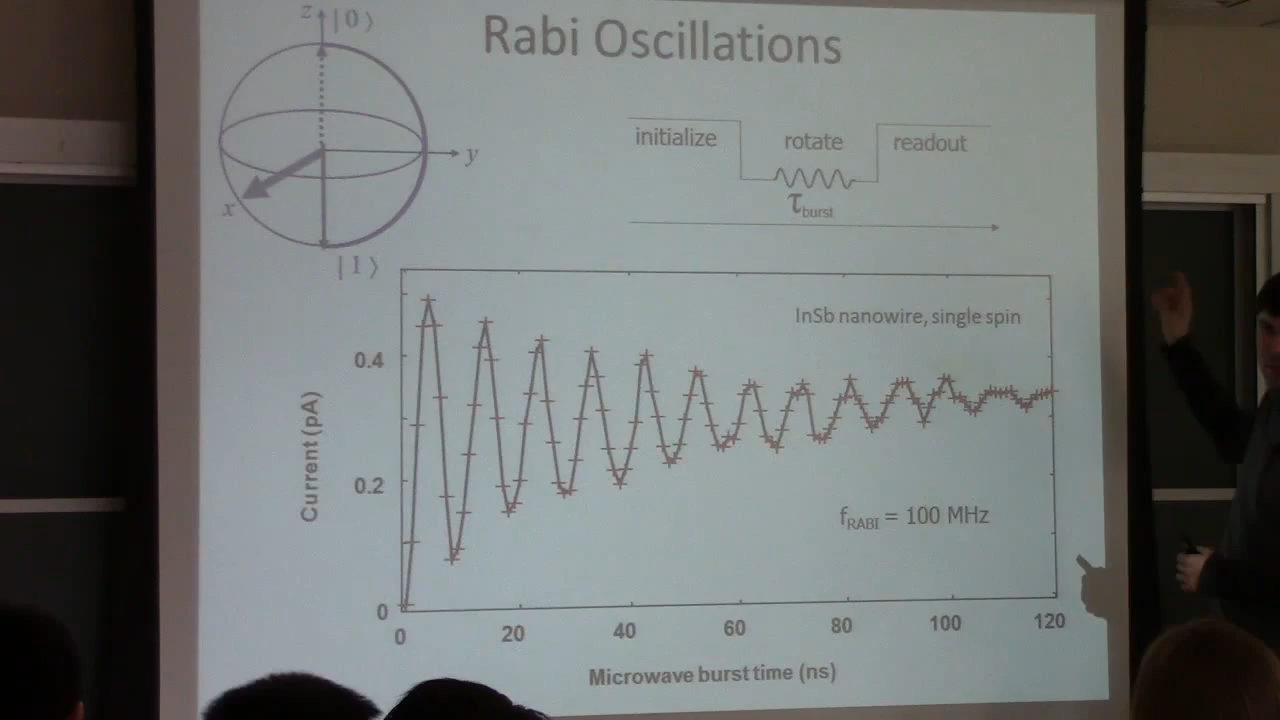 Rabi Oscillations
z
|0⟩
y
x
|1⟩
initialize
rotate
readout
τburst
InSb nanowire, single spin
fRABI = 100 MHz
Current (pA)
0.4
0.2
0
0 20 40 60 80 100 120
Microwave burst time (ns)